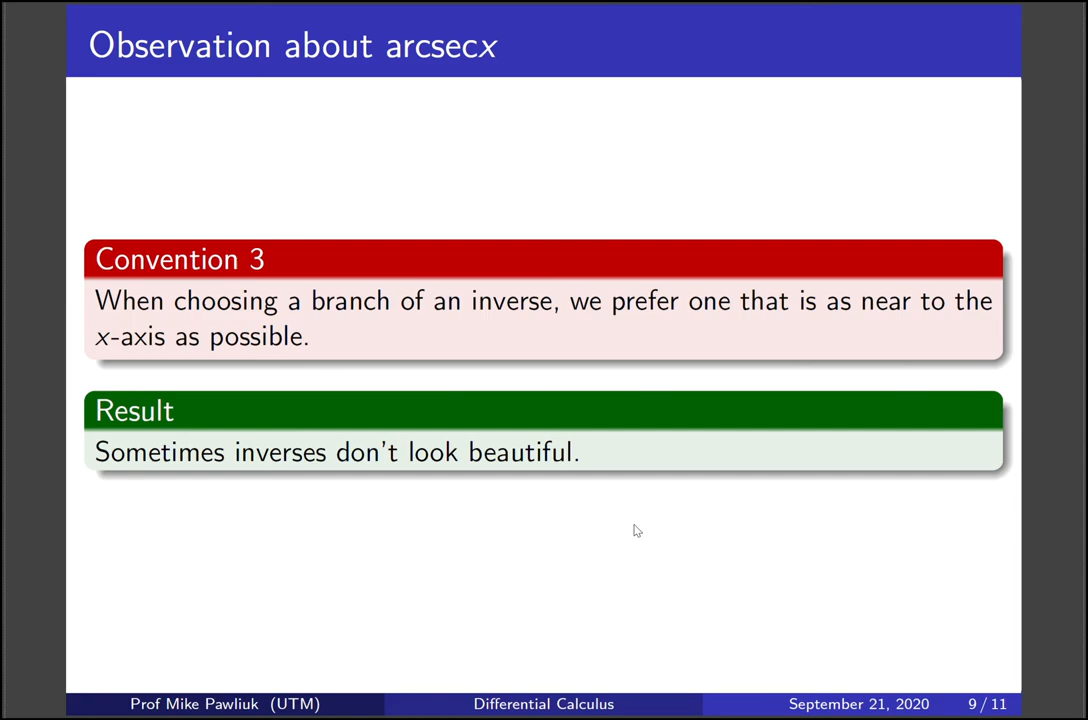 Observation about arcsecx
Convention 3
When choosing a branch of an inverse, we prefer one that is as near to the
x-axis as possible.
Result
Sometimes inverses don't look beautiful.
Prof Mike Pawliuk (UTM) Differential Calculus September 21, 2020 9 / 11